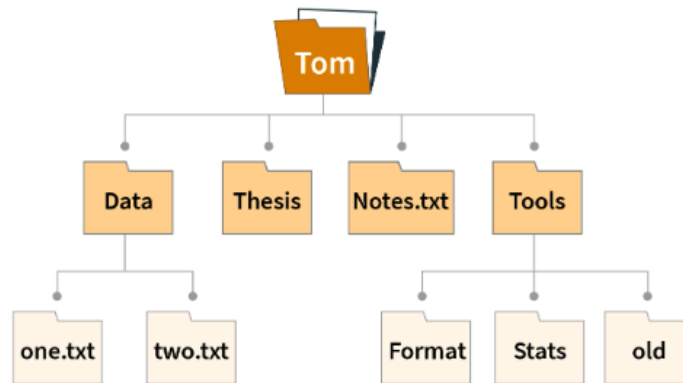 Tom
Data
Thesis
Notes.txt
Tools
one.txt
two.txt
Format
Stats
old